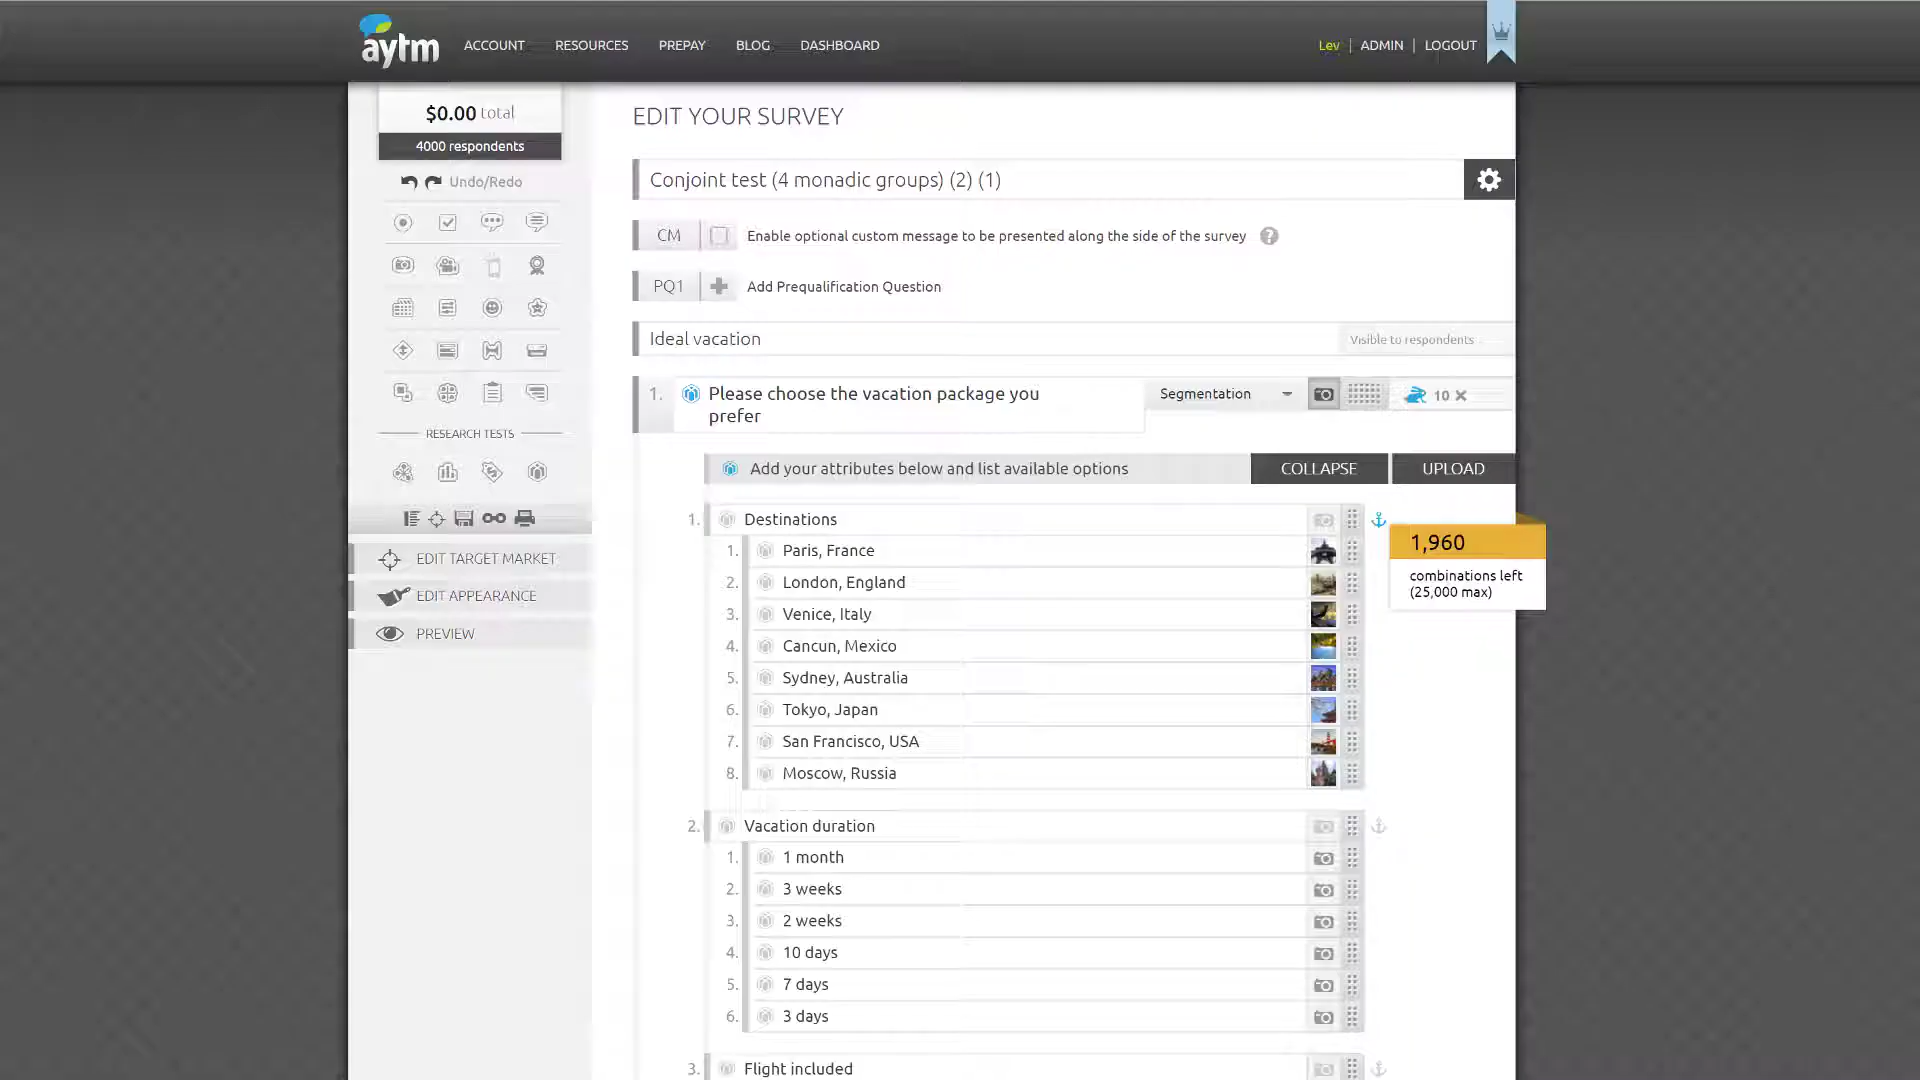 aytm
ACCOUNT RESOURCES PREPAY BLOG DASHBOARD
Lev | ADMIN | LOGOUT
$0.00 total
4000 respondents
Undo/Redo
RESEARCH TESTS
EDIT TARGET MARKET
EDIT APPEARANCE
PREVIEW
EDIT YOUR SURVEY
Conjoint test (4 monadic groups) (2) (1)
CM Enable optional custom message to be presented along the side of the survey ?
PQ1 Add Prequalification Question
Ideal vacation Visible to respondents
1. Please choose the vacation package you
prefer
Segmentation 10
Add your attributes below and list available options COLLAPSE UPLOAD
1. Destinations
1. Paris, France
2. London, England
3. Venice, Italy
4. Cancun, Mexico
5. Sydney, Australia
6. Tokyo, Japan
7. San Francisco, USA
8. Moscow, Russia
1,960
combinations left
(25,000 max)
2. Vacation duration
1. 1 month
2. 3 weeks
3. 2 weeks
4. 10 days
5. 7 days
6. 3 days
3. Flight included